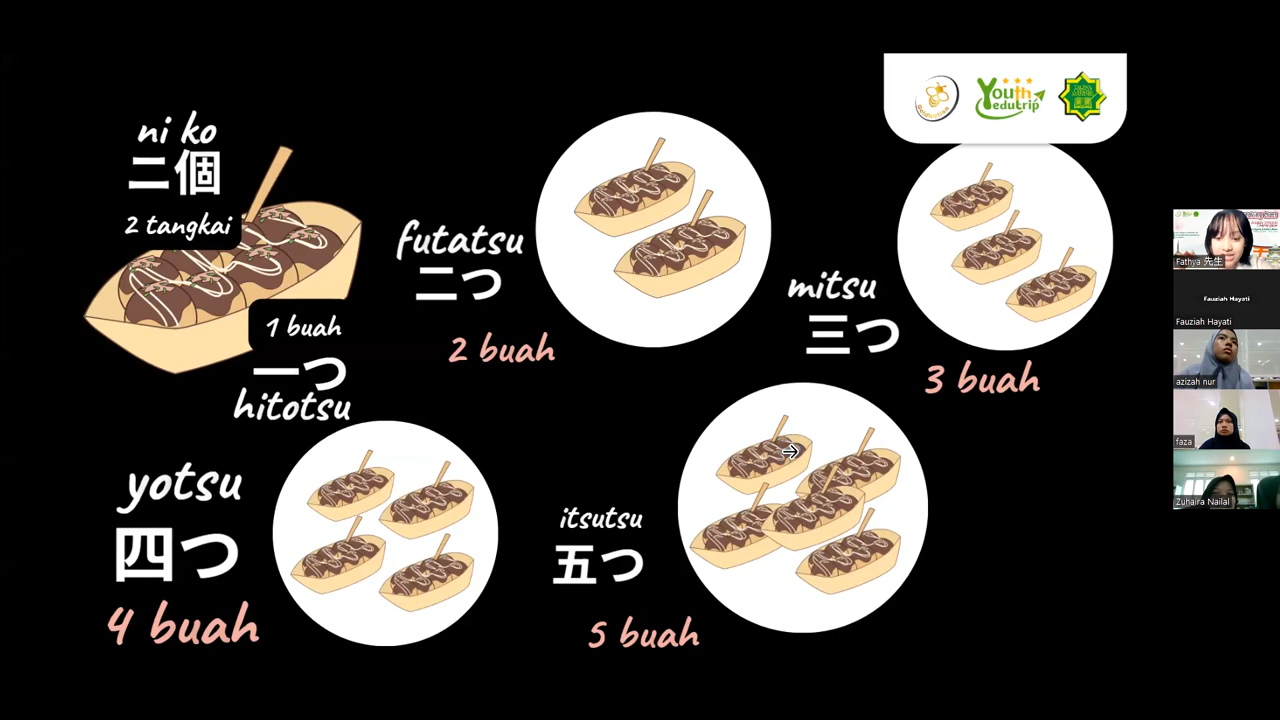 ni ko
二個
2 tangkai
1 buah
一つ
hitotsu
futatsu
二つ
2 buah
mitsu
三つ
3 buah
yotsu
四つ
4 buah
itsutsu
五つ
5 buah
Youth
edutrip
Fathya 先生
Fauziah Hayati
Fauziah Hayati
azizah nur
faza
Zuhaira Nailal